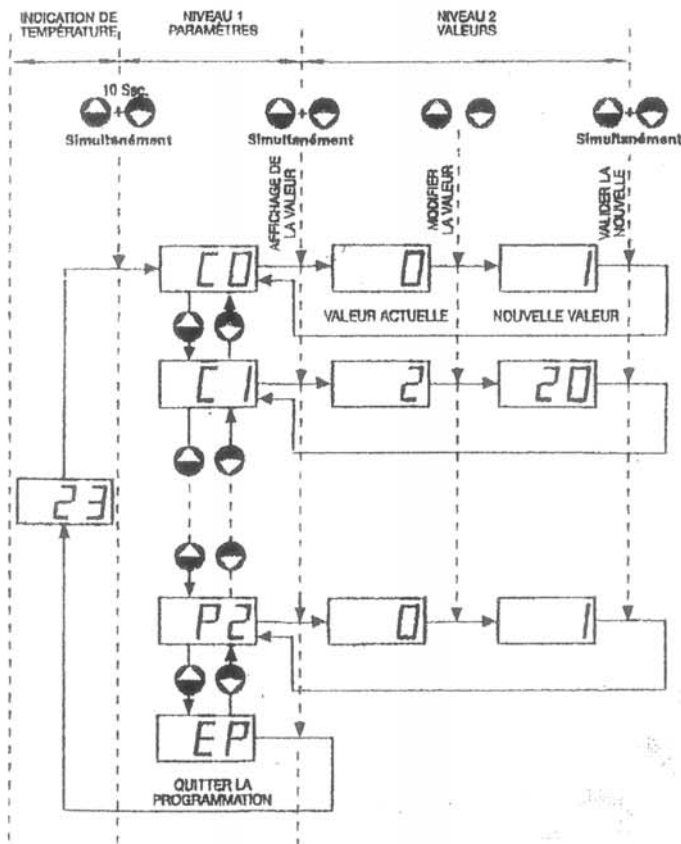 INDICATION DE
TEMPÉRATURE
NIVEAU 1
PARAMÈTRES
NIVEAU 2
VALEURS
10 Sec.
+
Simultanément
+
Simultanément
+
Simultanément
AFFICHAGE DE
LA VALEUR
MODIFIER
LA VALEUR
VALIDER LA
NOUVELLE
C0
0
1
VALEUR ACTUELLE
NOUVELLE VALEUR
C1
2
20
23
P2
0
1
EP
QUITTER LA
PROGRAMMATION